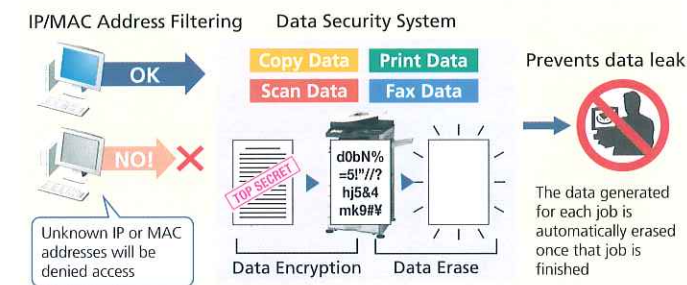 IP/MAC Address Filtering
Data Security System
OK
NO!
Unknown IP or MAC
addresses will be
denied access
Copy Data
Print Data
Scan Data
Fax Data
TOP SECRET
d0bN%
=5!"//?
hj5&4
mk9#¥
Data Encryption
Data Erase
Prevents data leak
The data generated
for each job is
automatically erased
once that job is
finished